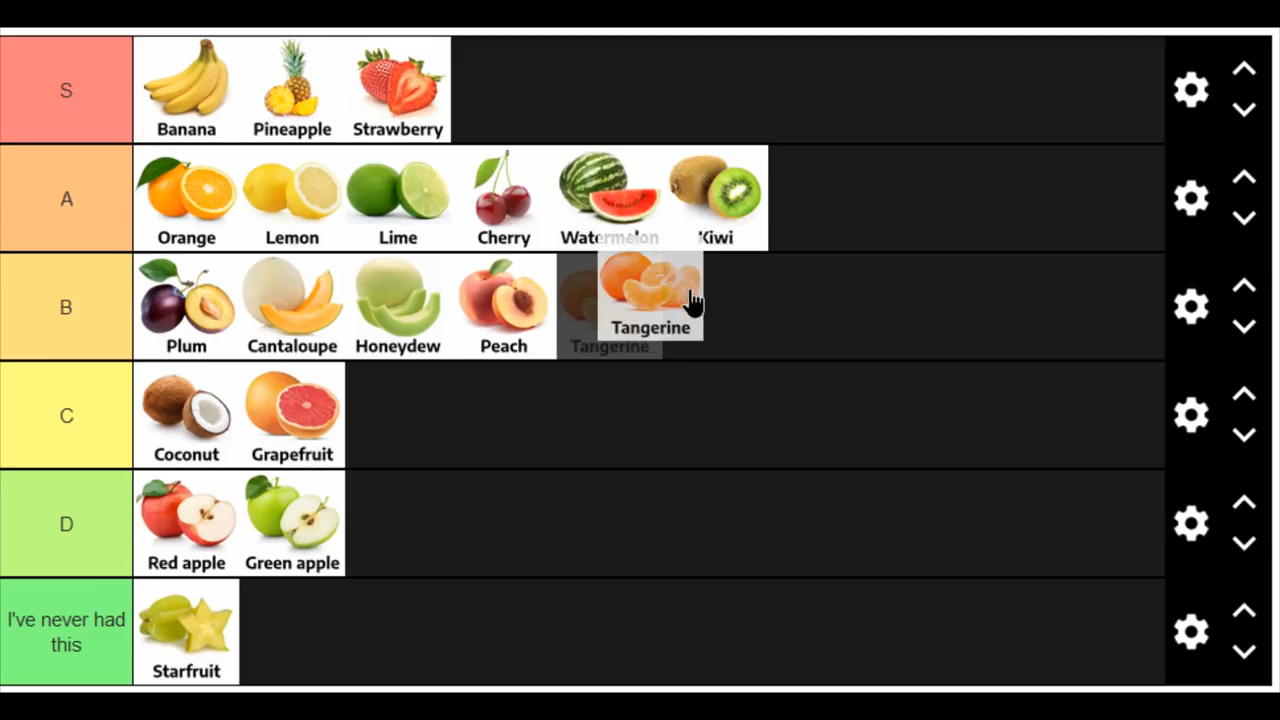 S
Banana
Pineapple
Strawberry
A
Orange
Lemon
Lime
Cherry
Watermelon
Kiwi
B
Plum
Cantaloupe
Honeydew
Peach
Tangerine
Tangerine
C
Coconut
Grapefruit
D
Red apple
Green apple
I've never had
this
Starfruit